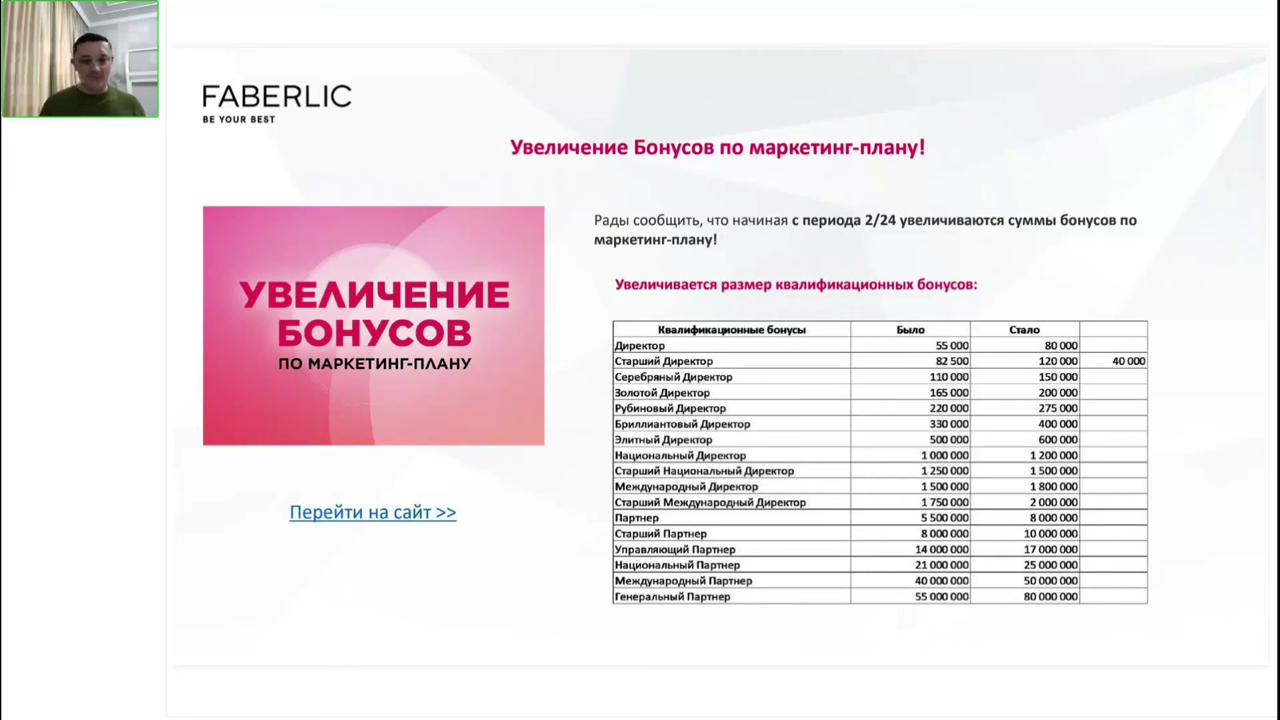 FABERLIC
BE YOUR BEST
Увеличение Бонусов по маркетинг-плану!
УВЕЛИЧЕНИЕ
БОНУСОВ
ПО МАРКЕТИНГ-ПЛАНУ
Перейти на сайт >>
Рады сообщить, что начиная с периода 2/24 увеличиваются суммы бонусов по
маркетинг-плану!
Увеличивается размер квалификационных бонусов:
Квалификационные бонусы Было Стало
Директор 55 000 80 000
Старший Директор 82 500 120 000 40 000
Серебряный Директор 110 000 150 000
Золотой Директор 165 000 200 000
Рубиновый Директор 220 000 275 000
Бриллиантовый Директор 330 000 400 000
Элитный Директор 500 000 600 000
Национальный Директор 1 000 000 1 200 000
Старший Национальный Директор 1 250 000 1 500 000
Международный Директор 1 500 000 1 800 000
Старший Международный Директор 1 750 000 2 000 000
Партнер 5 500 000 8 000 000
Старший Партнер 8 000 000 10 000 000
Управляющий Партнер 14 000 000 17 000 000
Национальный Партнер 21 000 000 25 000 000
Международный Партнер 40 000 000 50 000 000
Генеральный Партнер 55 000 000 80 000 000